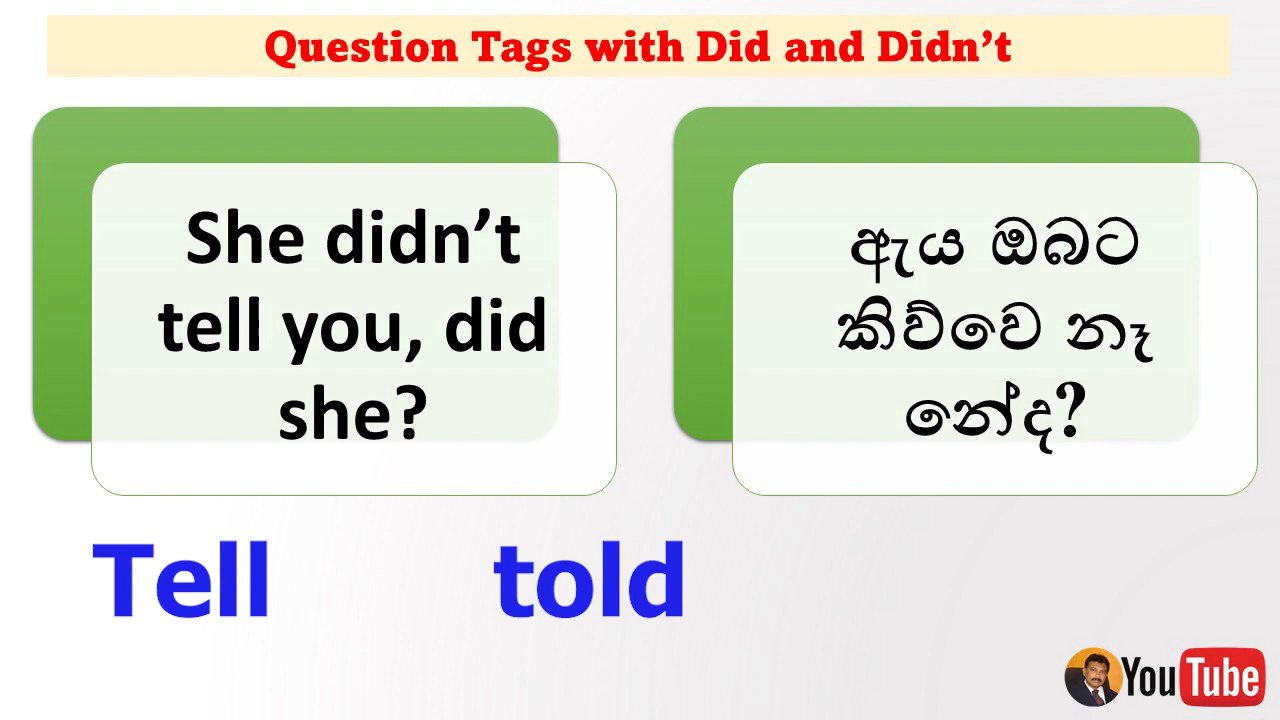 Question Tags with Did and Didn’t
She didn’t
tell you, did
she?
ඇය ඔබට
කිව්වෙ නෑ
නේද?
Tell told
YouTube